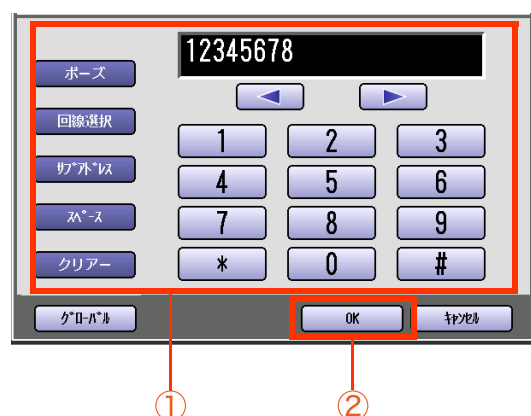 12345678
ポーズ
回線選択
ｻﾌﾞｱﾄﾞﾚｽ
ｽﾍﾟｰｽ
クリアー
1 2 3
4 5 6
7 8 9
* 0 #
ｸﾞﾛｰﾊﾞﾙ OK ｷｬﾝｾﾙ
① ②